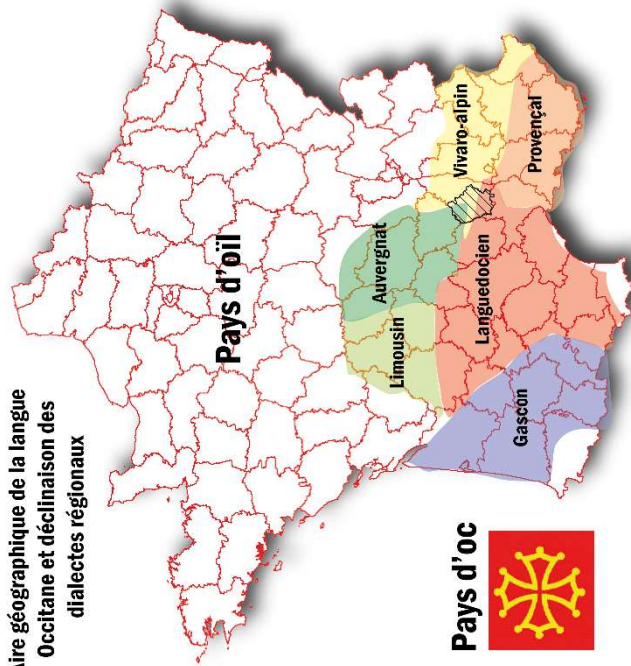 Aire géographique de la langue
Occitane et déclinaison des
dialectes régionaux
Pays d'oïl
Limousin
Auvergnat
Vivaro-alpin
Gascon
Languedocien
Provençal
Pays d'oc